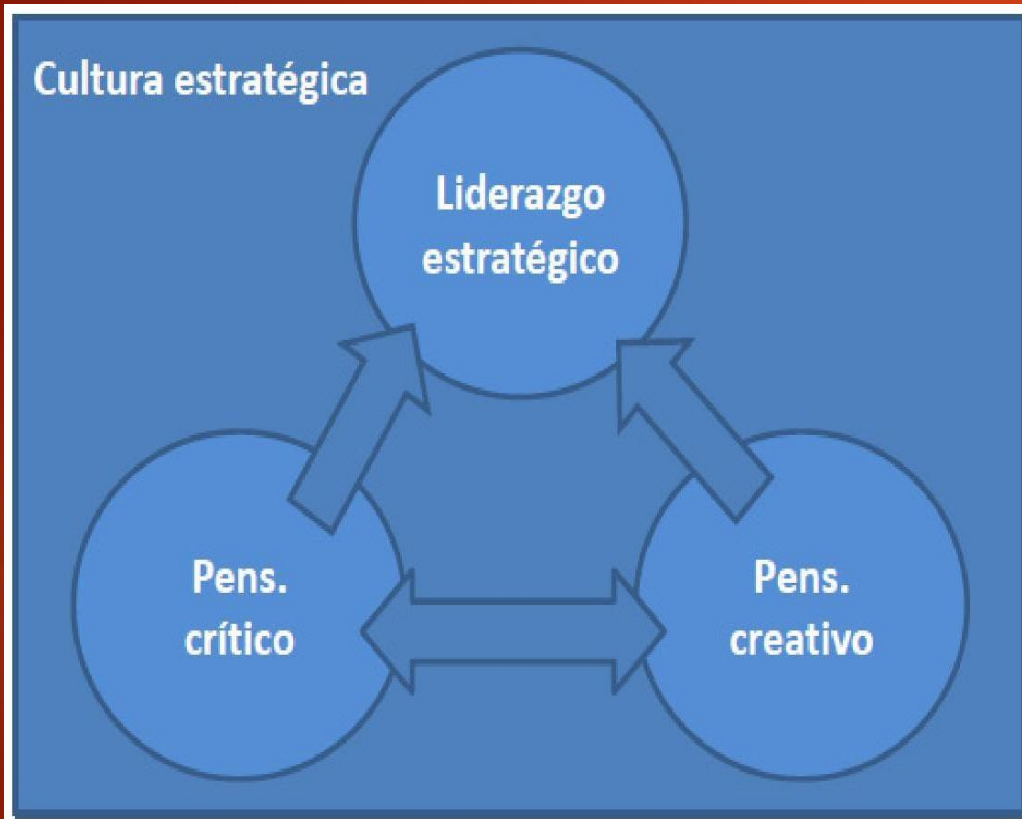 Cultura estratégica
Liderazgo
estratégico
Pens.
crítico
Pens.
creativo